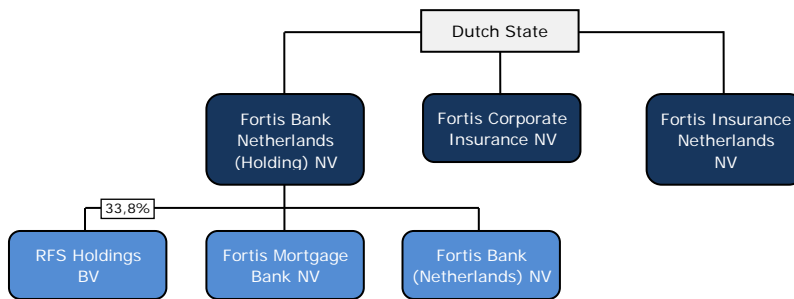 Dutch State
Fortis Bank
Netherlands
(Holding) NV
Fortis Corporate
Insurance NV
Fortis Insurance
Netherlands
NV
33,8%
RFS Holdings
BV
Fortis Mortgage
Bank NV
Fortis Bank
(Netherlands) NV